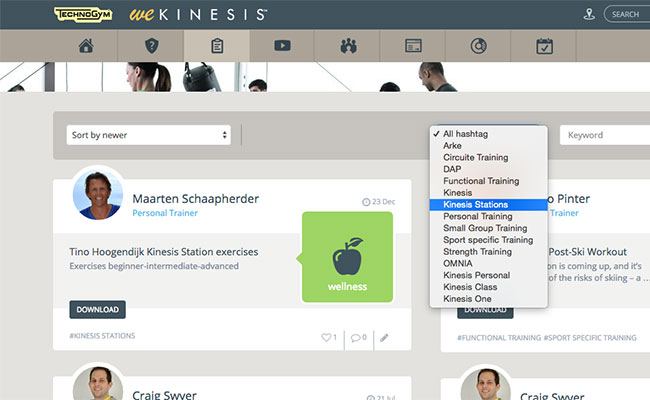 TECHNOGYM
weKINESIS™
SEARCH
Sort by newer
✓ All hashtag
Arke
Circuite Training
DAP
Functional Training
Kinesis
Kinesis Stations
Personal Training
Small Group Training
Sport specific Training
Strength Training
OMNIA
Kinesis Personal
Kinesis Class
Kinesis One
Keyword
Maarten Schaapherder
Personal Trainer
23 Dec
Tino Hoogendijk Kinesis Station exercises
Exercises beginner-intermediate-advanced
wellness
DOWNLOAD
#KINESIS STATIONS
1
0
o Pinter
Trainer
Post-Ski Workout
on is coming up, and it's
of the risks of skiing – a ...
DOWNLOAD
#FUNCTIONAL TRAINING #SPORT SPECIFIC TRAINING
Craig Swyer
21 Jul
Craig Swyer